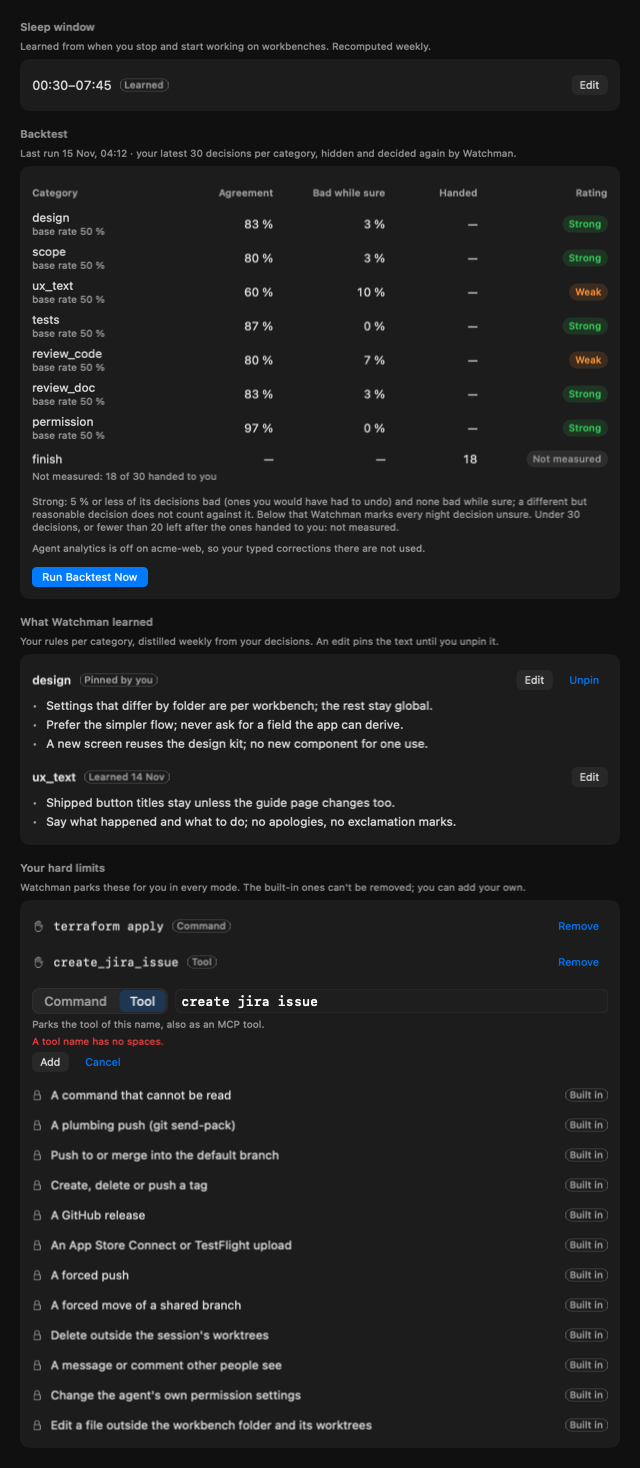 Sleep window
Learned from when you stop and start working on workbenches. Recomputed weekly.
00:30–07:45 Learned Edit
Backtest
Last run 15 Nov, 04:12 · your latest 30 decisions per category, hidden and decided again by Watchman.
Category Agreement Bad while sure Handed Rating
design 83 % 3 % — Strong
base rate 50 %
scope 80 % 3 % — Strong
base rate 50 %
ux_text 60 % 10 % — Weak
base rate 50 %
tests 87 % 0 % — Strong
base rate 50 %
review_code 80 % 7 % — Weak
base rate 50 %
review_doc 83 % 3 % — Strong
base rate 50 %
permission 97 % 0 % — Strong
base rate 50 %
finish — — 18 Not measured
Not measured: 18 of 30 handed to you
Strong: 5 % or less of its decisions bad (ones you would have had to undo) and none bad while sure; a different but
reasonable decision does not count against it. Below that Watchman marks every night decision unsure. Under 30
decisions, or fewer than 20 left after the ones handed to you: not measured.
Agent analytics is off on acme-web, so your typed corrections there are not used.
Run Backtest Now
What Watchman learned
Your rules per category, distilled weekly from your decisions. An edit pins the text until you unpin it.
design Pinned by you Edit Unpin
• Settings that differ by folder are per workbench; the rest stay global.
• Prefer the simpler flow; never ask for a field the app can derive.
• A new screen reuses the design kit; no new component for one use.
ux_text Learned 14 Nov Edit
• Shipped button titles stay unless the guide page changes too.
• Say what happened and what to do; no apologies, no exclamation marks.
Your hard limits
Watchman parks these for you in every mode. The built-in ones can't be removed; you can add your own.
terraform apply Command Remove
create_jira_issue Tool Remove
Command Tool create jira issue
Parks the tool of this name, also as an MCP tool.
A tool name has no spaces.
Add Cancel
A command that cannot be read Built in
A plumbing push (git send-pack) Built in
Push to or merge into the default branch Built in
Create, delete or push a tag Built in
A GitHub release Built in
An App Store Connect or TestFlight upload Built in
A forced push Built in
A forced move of a shared branch Built in
Delete outside the session's worktrees Built in
A message or comment other people see Built in
Change the agent's own permission settings Built in
Edit a file outside the workbench folder and its worktrees Built in